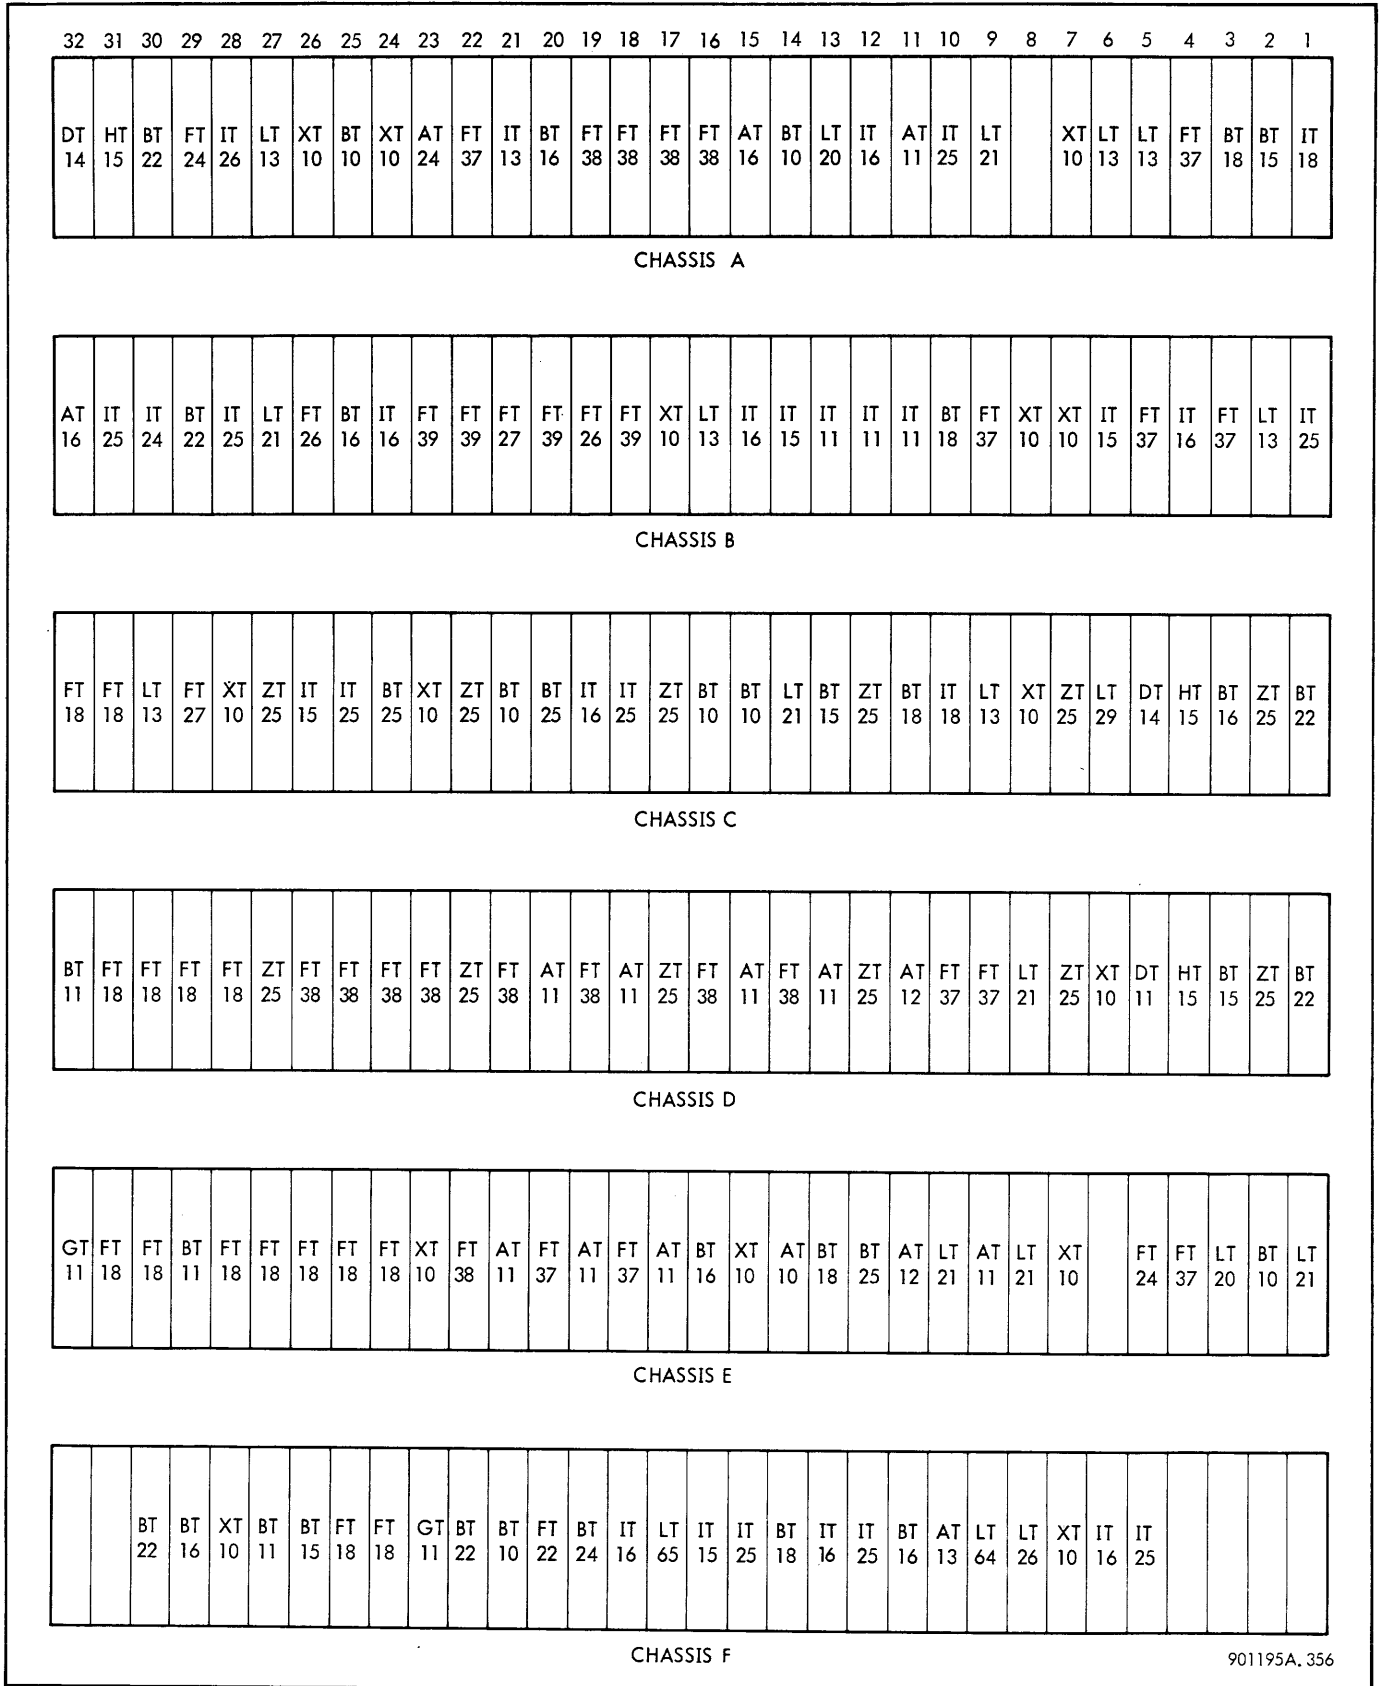 32 31 30 29 28 27 26 25 24 23 22 21 20 19 18 17 16 15 14 13 12 11 10 9 8 7 6 5 4 3 2 1
DT HT BT FT IT LT XT BT XT AT FT IT BT FT FT FT FT AT BT LT IT AT IT LT XT LT LT FT BT BT IT
14 15 22 24 26 13 10 10 10 24 37 13 16 38 38 38 38 16 10 20 16 11 25 21 10 13 13 37 18 15 18
CHASSIS A
AT IT IT BT IT LT FT BT IT FT FT FT FT FT FT XT LT IT IT IT IT IT BT FT XT XT IT FT IT FT LT IT
16 25 24 22 25 21 26 16 16 39 39 27 39 26 39 10 13 16 15 11 11 11 18 37 10 10 15 37 16 37 13 25
CHASSIS B
FT FT LT FT XT ZT IT IT BT XT ZT BT BT IT IT ZT BT BT LT BT ZT BT IT LT XT ZT LT DT HT BT ZT BT
18 18 13 27 10 25 15 25 25 10 25 10 25 16 25 25 10 10 21 15 25 18 18 13 10 25 29 14 15 16 25 22
CHASSIS C
BT FT FT FT FT ZT FT FT FT FT ZT FT AT FT AT ZT FT AT FT AT ZT AT FT FT LT ZT XT DT HT BT ZT BT
11 18 18 18 18 25 38 38 38 38 25 38 11 38 11 25 38 11 38 11 25 12 37 37 21 25 10 11 15 15 25 22
CHASSIS D
GT FT FT BT FT FT FT FT FT XT FT AT FT AT FT AT BT XT AT BT BT AT LT AT LT XT FT FT LT BT LT
11 18 18 11 18 18 18 18 18 10 38 11 37 11 37 11 16 10 10 18 25 12 21 11 21 10 24 37 20 10 21
CHASSIS E
BT BT XT BT BT FT FT GT BT BT FT BT IT LT IT IT BT IT IT BT AT LT LT XT IT IT
22 16 10 11 15 18 18 11 22 10 22 24 16 65 15 25 18 16 25 16 13 64 26 10 16 25
CHASSIS F
901195A. 356